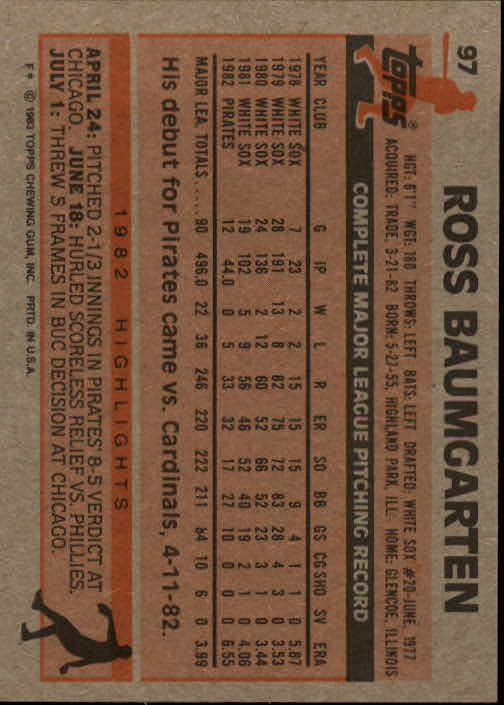 97
topps®
ROSS BAUMGARTEN
HGT: 6'1" WGT: 180 THROWS: LEFT BATS: LEFT DRAFTED: WHITE SOX #20-JUNE, 1977
ACQUIRED: TRADE, 3-21-82 BORN: 5-27-55, HIGHLAND PARK, ILL. HOME: GLENCOE, ILLINOIS
COMPLETE MAJOR LEAGUE PITCHING RECORD
YEAR CLUB G IP W L R ER SO BB GS CG SHO SV ERA
1978 WHITE SOX 7 23 2 2 15 15 15 9 4 1 1 0 5.87
1979 WHITE SOX 28 191 13 8 82 75 72 83 28 4 3 0 3.53
1980 WHITE SOX 24 136 2 12 60 52 66 52 23 3 1 0 3.44
1981 WHITE SOX 19 102 5 9 56 46 52 40 19 2 1 0 4.06
1982 PIRATES 12 44.0 0 5 33 32 17 27 10 0 0 0 6.55
MAJOR LEA. TOTALS ..... 90 496.0 22 36 246 220 222 211 84 10 6 0 3.99
His debut for Pirates came vs. Cardinals, 4-11-82.
1982 HIGHLIGHTS
APRIL 24: PITCHED 2-1/3 INNINGS IN PIRATES' 8-5 VERDICT AT
CHICAGO. JUNE 18: HURLED SCORELESS RELIEF VS. PHILLIES.
JULY 1: THREW 5 FRAMES IN BUC DECISION AT CHICAGO.
F* © 1983 TOPPS CHEWING GUM, INC. PRTD. IN U.S.A.